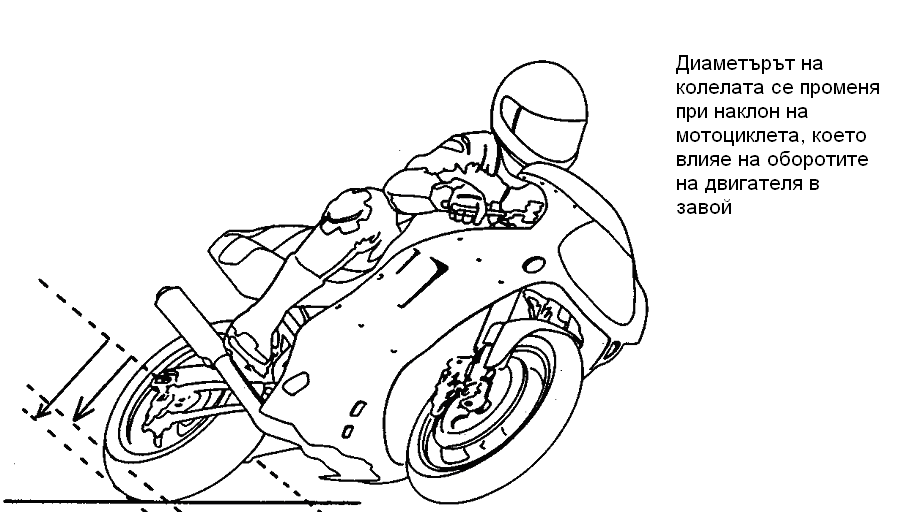 Диаметърът на
колелата се променя
при наклон на
мотоциклета, което
влияе на оборотите
на двигателя в
завой